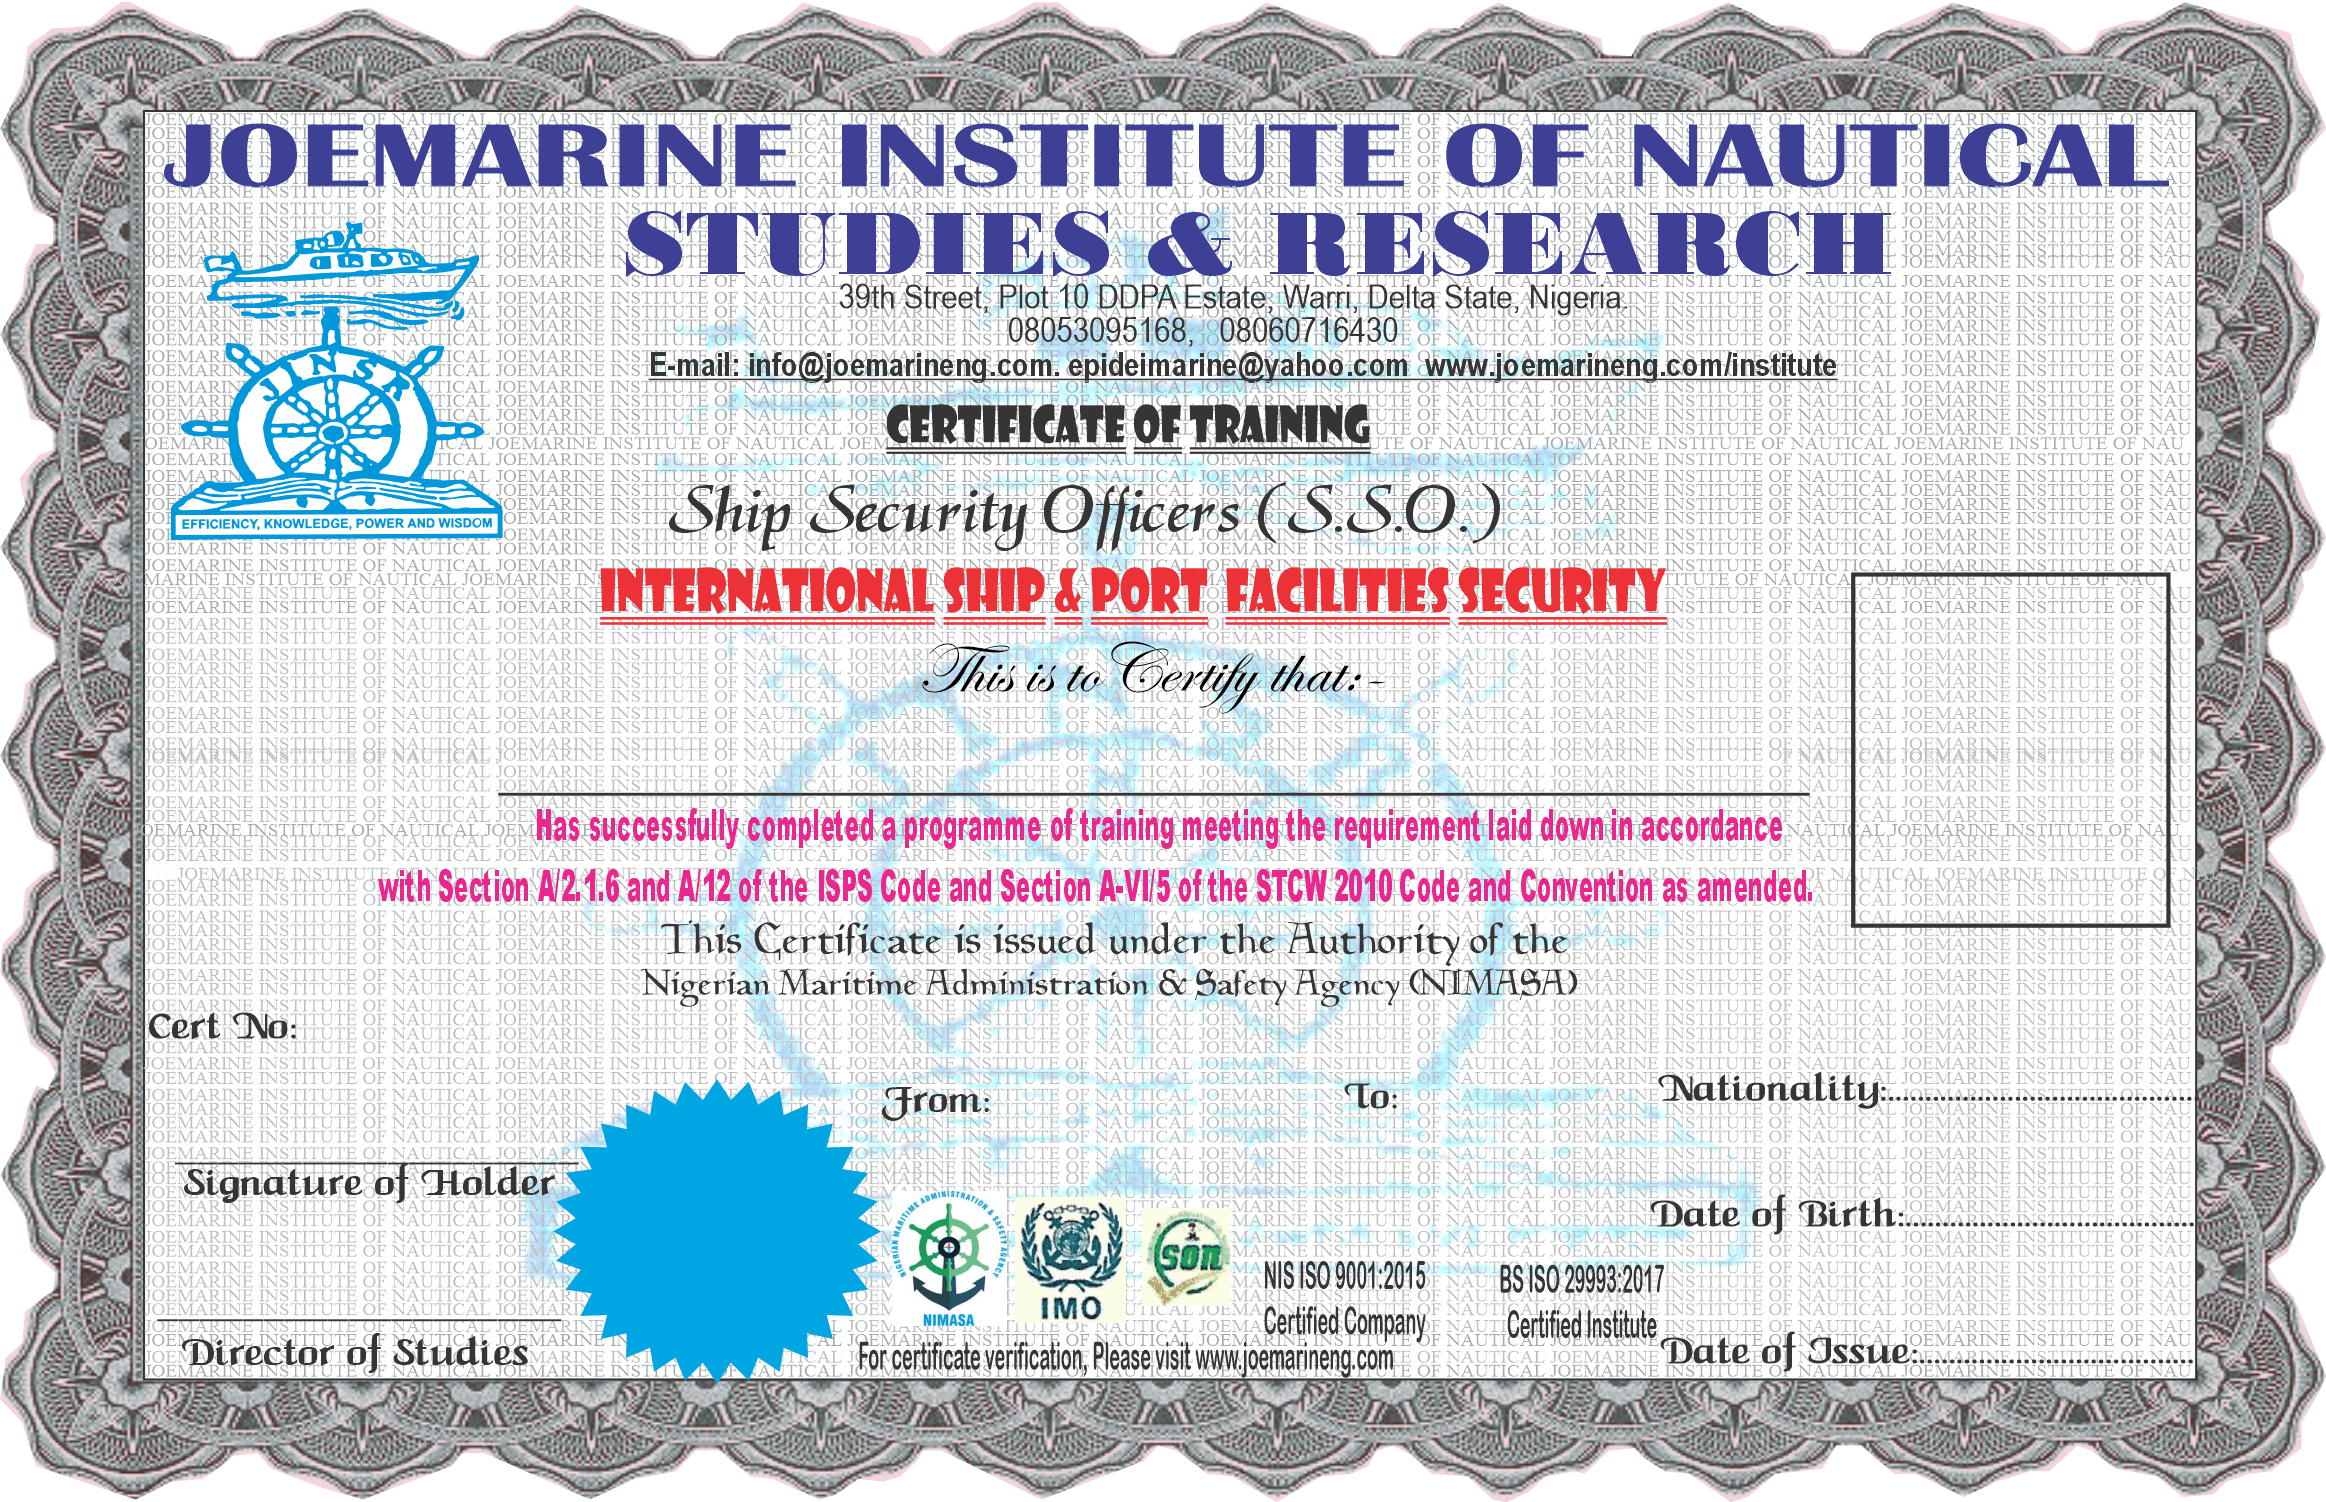 JOEMARINE INSTITUTE OF NAUTICAL
STUDIES & RESEARCH
39th Street, Plot 10 DDPA Estate, Warri, Delta State, Nigeria.
08053095168, 08060716430
E-mail: info@joemarineng.com. epideimarine@yahoo.com www.joemarineng.com/institute
JINSR
EFFICIENCY, KNOWLEDGE, POWER AND WISDOM
CERTIFICATE OF TRAINING
Ship Security Officers (S.S.O.)
INTERNATIONAL SHIP & PORT FACILITIES SECURITY
This is to Certify that:-
Has successfully completed a programme of training meeting the requirement laid down in accordance
with Section A/2.1.6 and A/12 of the ISPS Code and Section A-VI/5 of the STCW 2010 Code and Convention as amended.
This Certificate is issued under the Authority of the
Nigerian Maritime Administration & Safety Agency (NIMASA)
Cert No:
From:
To:
Nationality:
Signature of Holder
Date of Birth:
NIGERIAN MARITIME ADMINISTRATION & SAFETY AGENCY
NIMASA
IMO
SON
NIS ISO 9001:2015
Certified Company
BS ISO 29993:2017
Certified Institute
Director of Studies
For certificate verification, Please visit www.joemarineng.com
Date of Issue: